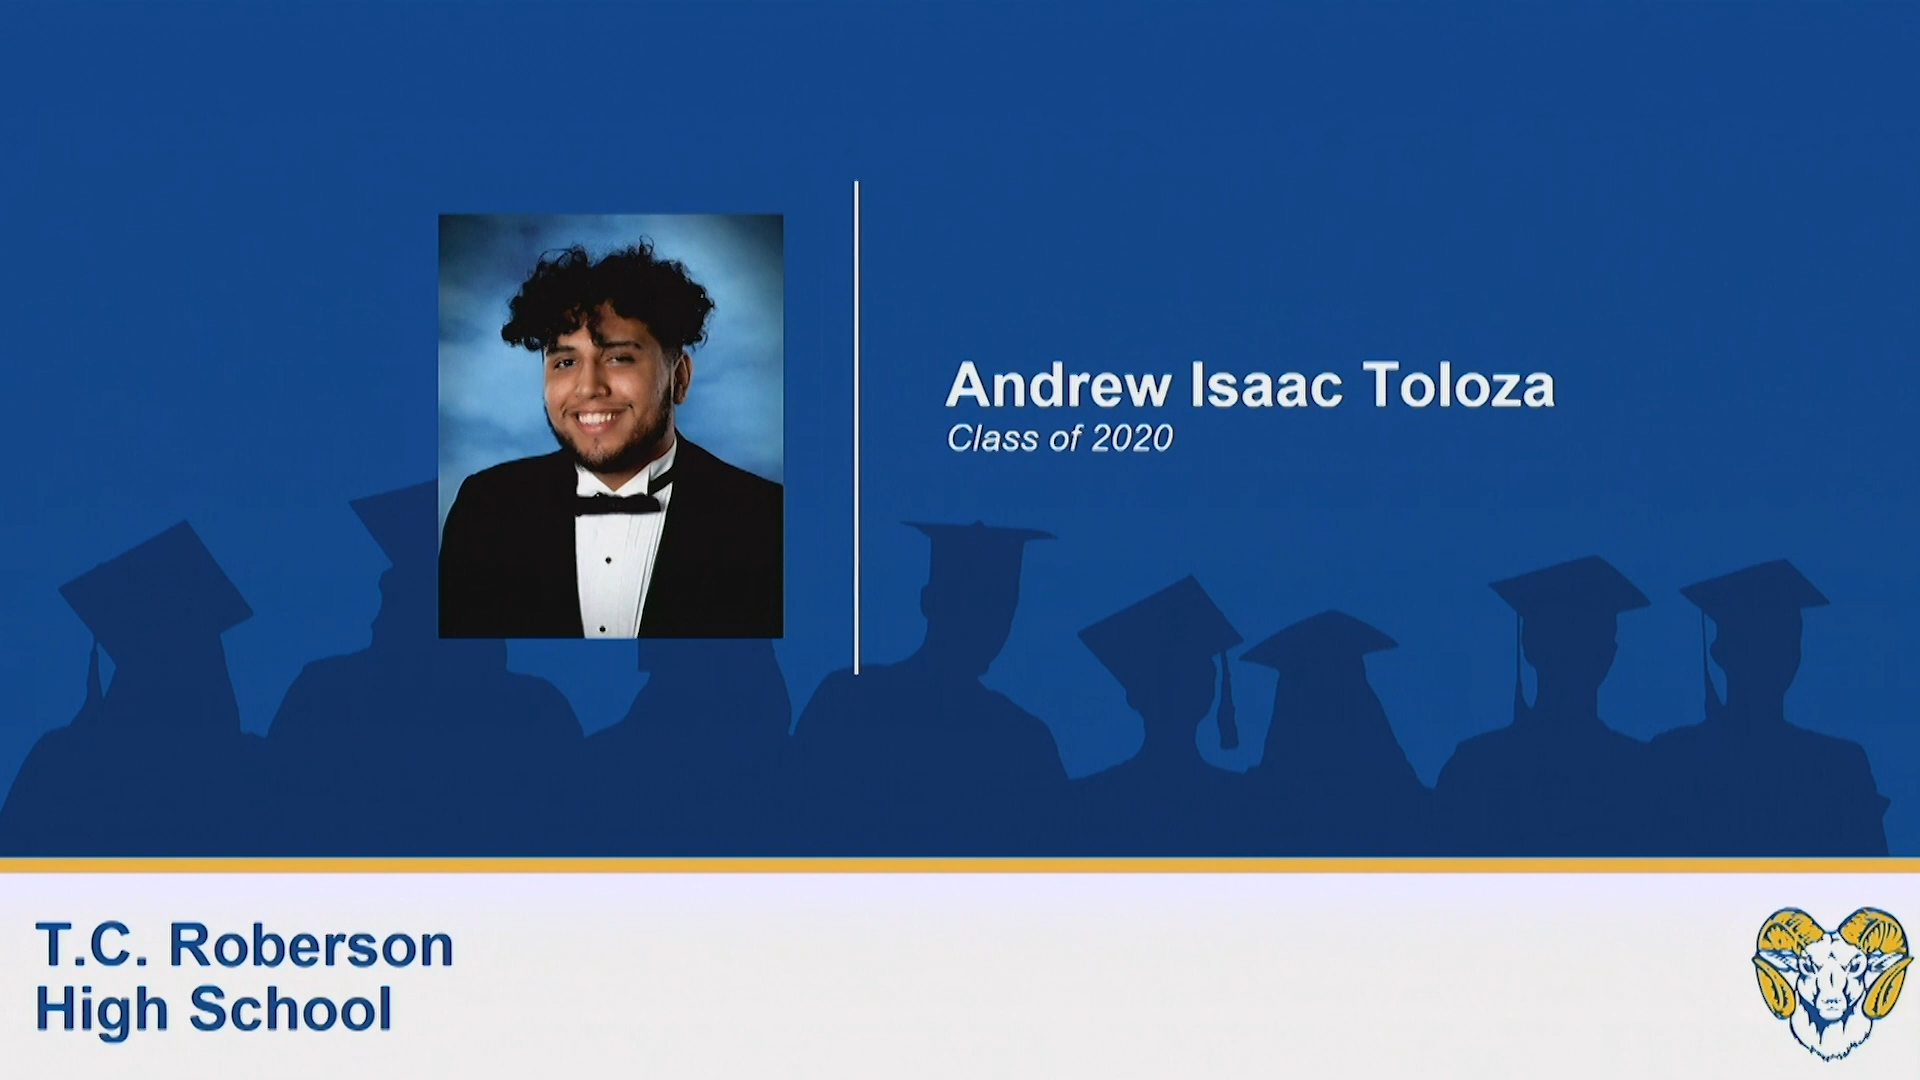 Andrew Isaac Toloza
Class of 2020
T.C. Roberson
High School